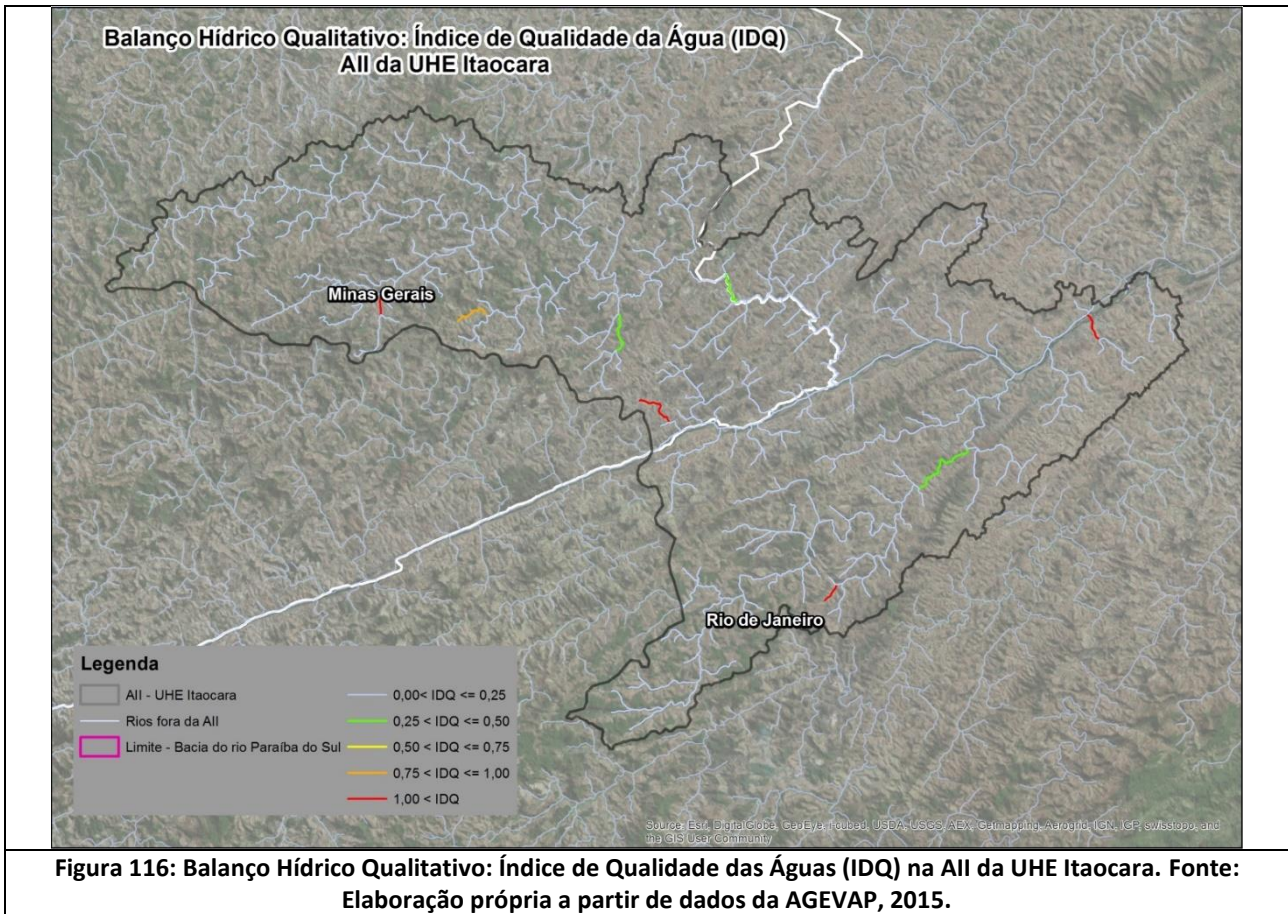 Balanço Hídrico Qualitativo: Índice de Qualidade da Água (IDQ)
AII da UHE Itaocara
Minas Gerais
Rio de Janeiro
Legenda
AII - UHE Itaocara
Rios fora da AII
Limite - Bacia do rio Paraíba do Sul
0,00< IDQ <= 0,25
0,25 < IDQ <= 0,50
0,50 < IDQ <= 0,75
0,75 < IDQ <= 1,00
1,00 < IDQ
Source: Esri, DigitalGlobe, GeoEye, i-cubed, USDA, USGS, AEX, Getmapping, Aerogrid, IGN, IGP, swisstopo, and
the GIS User Community
Figura 116: Balanço Hídrico Qualitativo: Índice de Qualidade das Águas (IDQ) na AII da UHE Itaocara. Fonte:
Elaboração própria a partir de dados da AGEVAP, 2015.